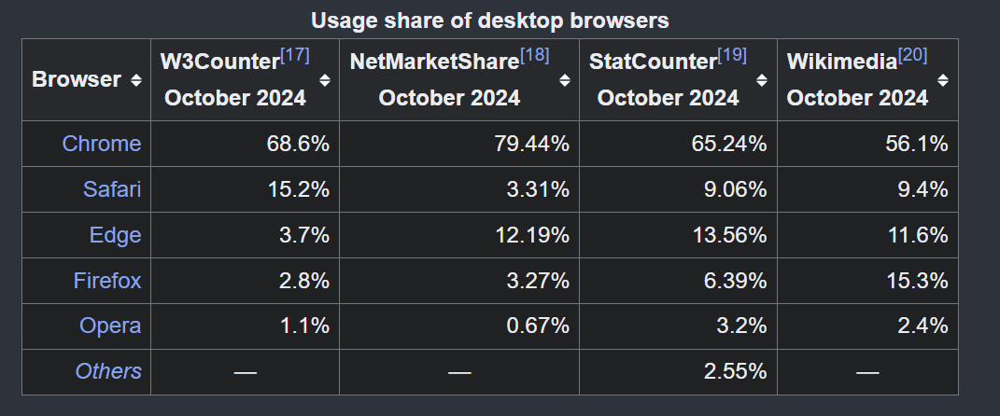 Usage share of desktop browsers
Browser W3Counter[17] October 2024 NetMarketShare[18] October 2024 StatCounter[19] October 2024 Wikimedia[20] October 2024
Chrome 68.6% 79.44% 65.24% 56.1%
Safari 15.2% 3.31% 9.06% 9.4%
Edge 3.7% 12.19% 13.56% 11.6%
Firefox 2.8% 3.27% 6.39% 15.3%
Opera 1.1% 0.67% 3.2% 2.4%
Others — — 2.55% —